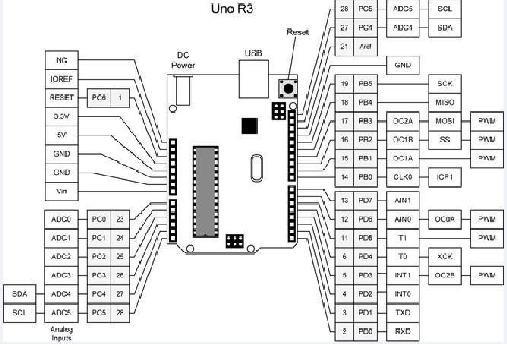 Uno R3
28 PC5 ADC5 SCL
27 PC4 ADC4 SDA
21
Reset
DC Power
USB
GND
NC
IOREF
RESET PC6 1
3.3V
5V
GND
GND
Vin
19 PB5 SCK
18 PB4 MISO
17 PB3 OC2A MOSI PWM
16 PB2 OC1B SS PWM
15 PB1 OC1A PWM
14 PB0 CLK0 ICP1
13 PD7 AIN1
12 PD6 AIN0 OC0A PWM
11 PD5 T1 PWM
6 PD4 T0 XCK
5 PD3 INT1 OC2B PWM
4 PD2 INT0
3 PD1 TXD
2 PD0 RXD
ADC0 PC0 23
ADC1 PC1 24
ADC2 PC2 25
ADC3 PC3 26
SDA ADC4 PC4 27
SCL ADC5 PC5 28
Analog
Inputs